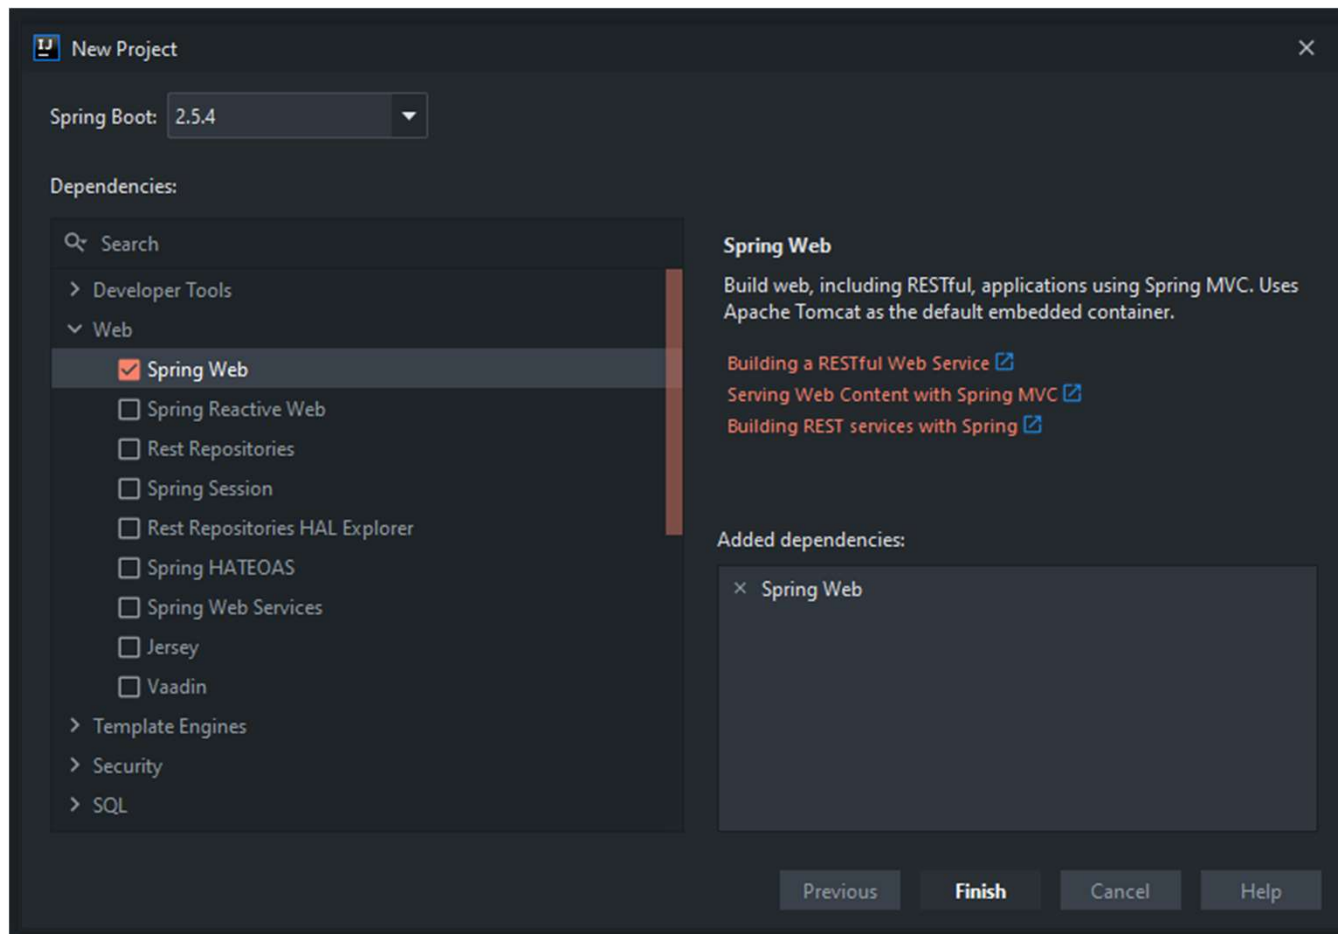 New Project
Spring Boot: 2.5.4
Dependencies:
Search
Developer Tools
Web
Spring Web
Spring Reactive Web
Rest Repositories
Spring Session
Rest Repositories HAL Explorer
Spring HATEOAS
Spring Web Services
Jersey
Vaadin
Template Engines
Security
SQL
Spring Web
Build web, including RESTful, applications using Spring MVC. Uses
Apache Tomcat as the default embedded container.
Building a RESTful Web Service
Serving Web Content with Spring MVC
Building REST services with Spring
Added dependencies:
Spring Web
Previous Finish Cancel Help